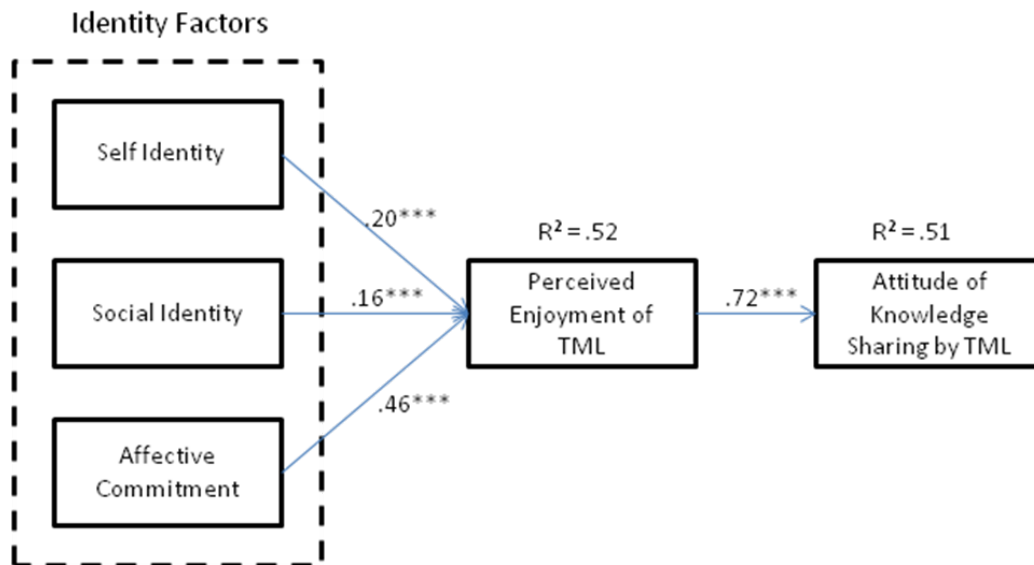 Identity Factors
Self Identity
.20***
R² = .52
R² = .51
Social Identity
.16***
Perceived
Enjoyment of
TML
.72***
Attitude of
Knowledge
Sharing by TML
.46***
Affective
Commitment